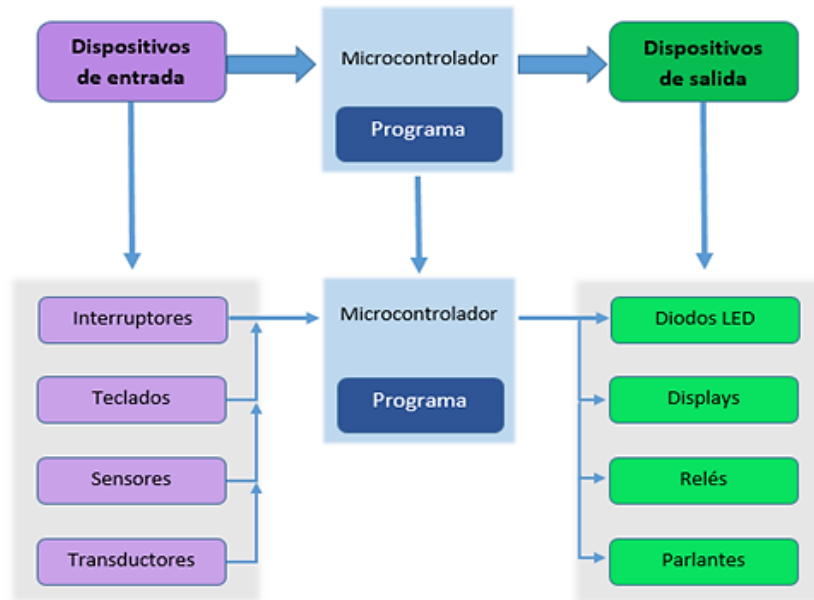 Dispositivos
de entrada
Microcontrolador
Programa
Dispositivos
de salida
Interruptores
Teclados
Sensores
Transductores
Microcontrolador
Programa
Diodos LED
Displays
Relés
Parlantes